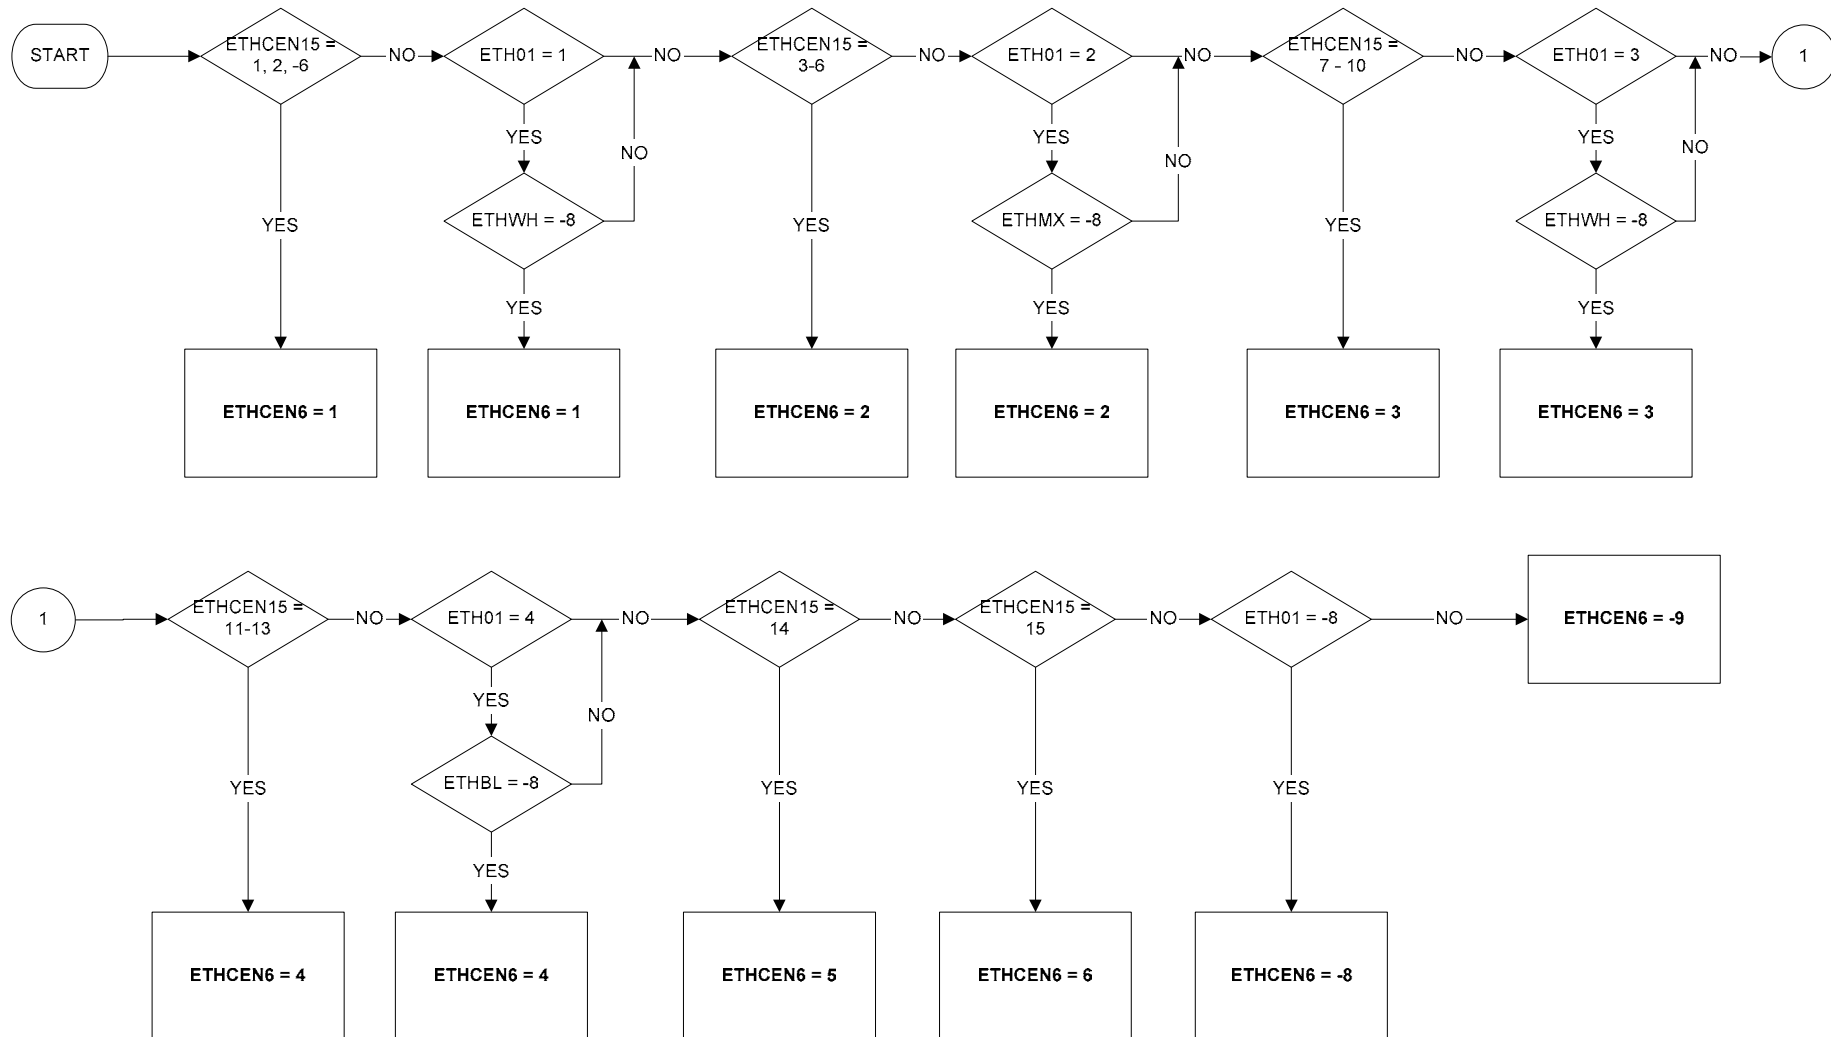 START
ETHCEN15 =
1, 2, -6
NO
ETH01 = 1
NO
ETHCEN15 =
3-6
NO
ETH01 = 2
NO
ETHCEN15 =
7 - 10
NO
ETH01 = 3
NO
1
YES
YES
YES
NO
NO
NO
YES
ETHWH = -8
YES
ETHMX = -8
YES
ETHWH = -8
YES
YES
YES
ETHCEN6 = 1
ETHCEN6 = 1
ETHCEN6 = 2
ETHCEN6 = 2
ETHCEN6 = 3
ETHCEN6 = 3
1
ETHCEN15 =
11-13
NO
ETH01 = 4
NO
ETHCEN15 =
14
NO
ETHCEN15 =
15
NO
ETH01 = -8
NO
ETHCEN6 = -9
YES
NO
YES
ETHBL = -8
YES
YES
YES
YES
ETHCEN6 = 4
ETHCEN6 = 4
ETHCEN6 = 5
ETHCEN6 = 6
ETHCEN6 = -8